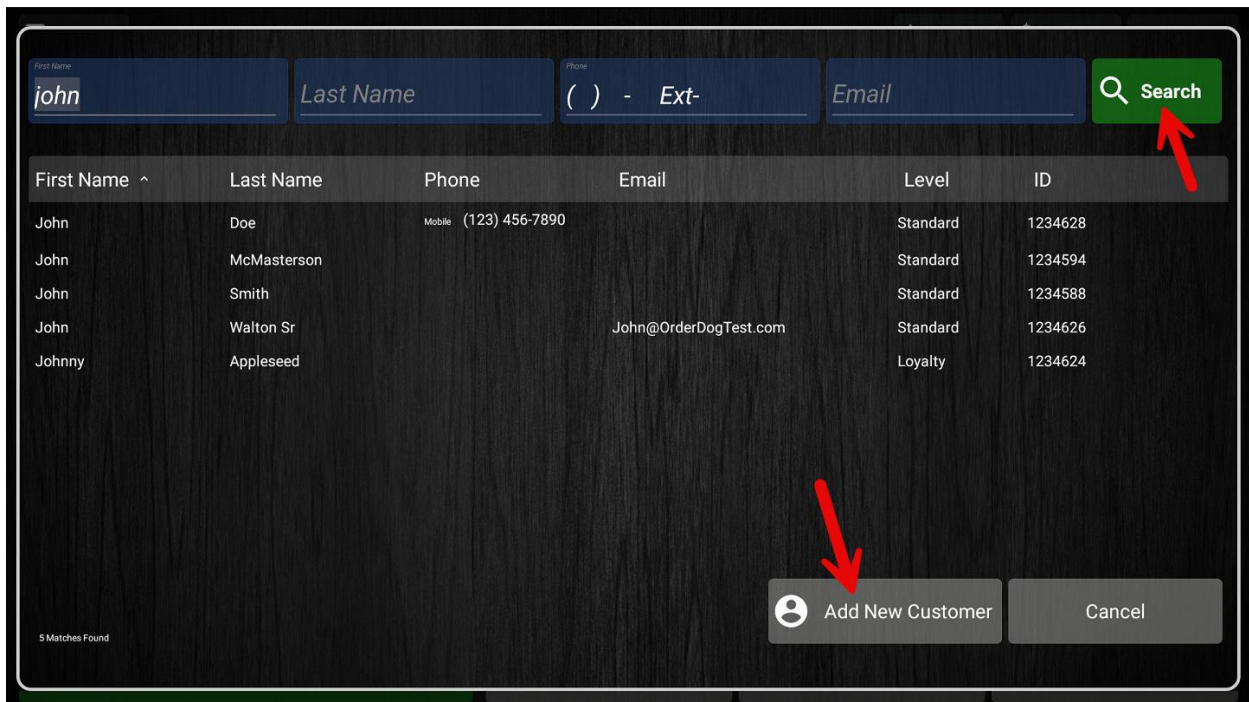 First Name
Phone
john
Last Name
( ) - Ext-
Email
Search
First Name ^ Last Name Phone Email Level ID
John Doe Mobile (123) 456-7890 Standard 1234628
John McMasterson Standard 1234594
John Smith Standard 1234588
John Walton Sr John@OrderDogTest.com Standard 1234626
Johnny Appleseed Loyalty 1234624
Add New Customer
Cancel
5 Matches Found